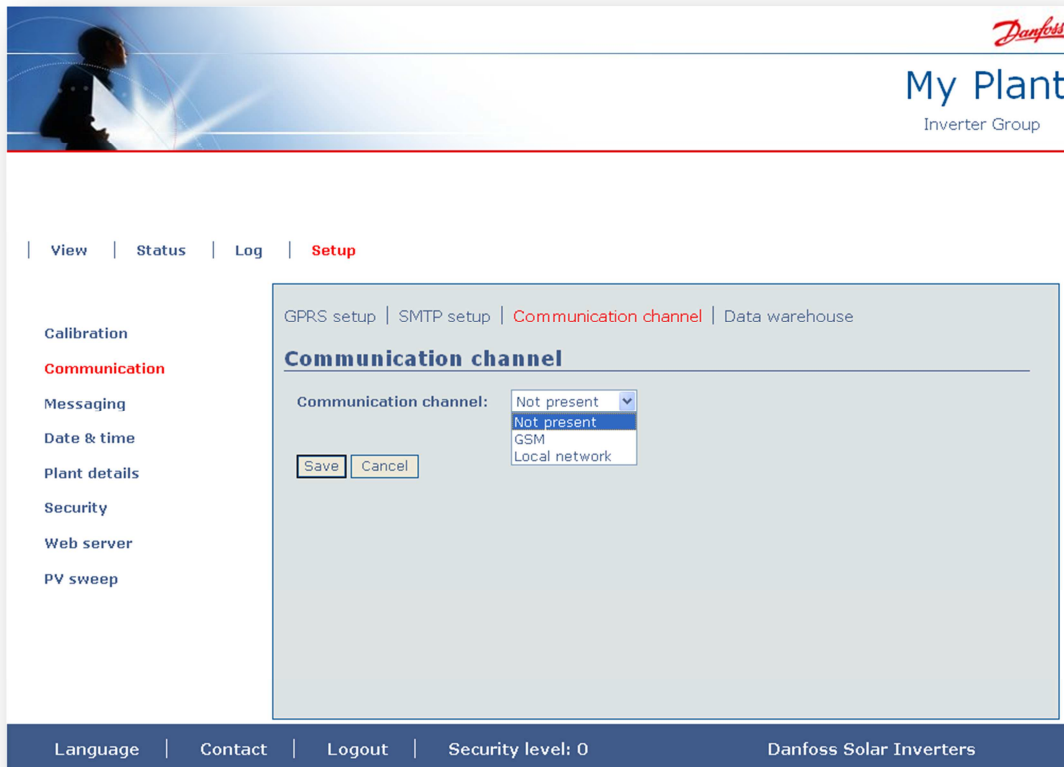 Danfoss
My Plant
Inverter Group
View | Status | Log | Setup
Calibration
Communication
Messaging
Date & time
Plant details
Security
Web server
PV sweep
GPRS setup | SMTP setup | Communication channel | Data warehouse
Communication channel
Communication channel: Not present
Not present
GSM
Local network
Save Cancel
Language | Contact | Logout | Security level: 0 Danfoss Solar Inverters